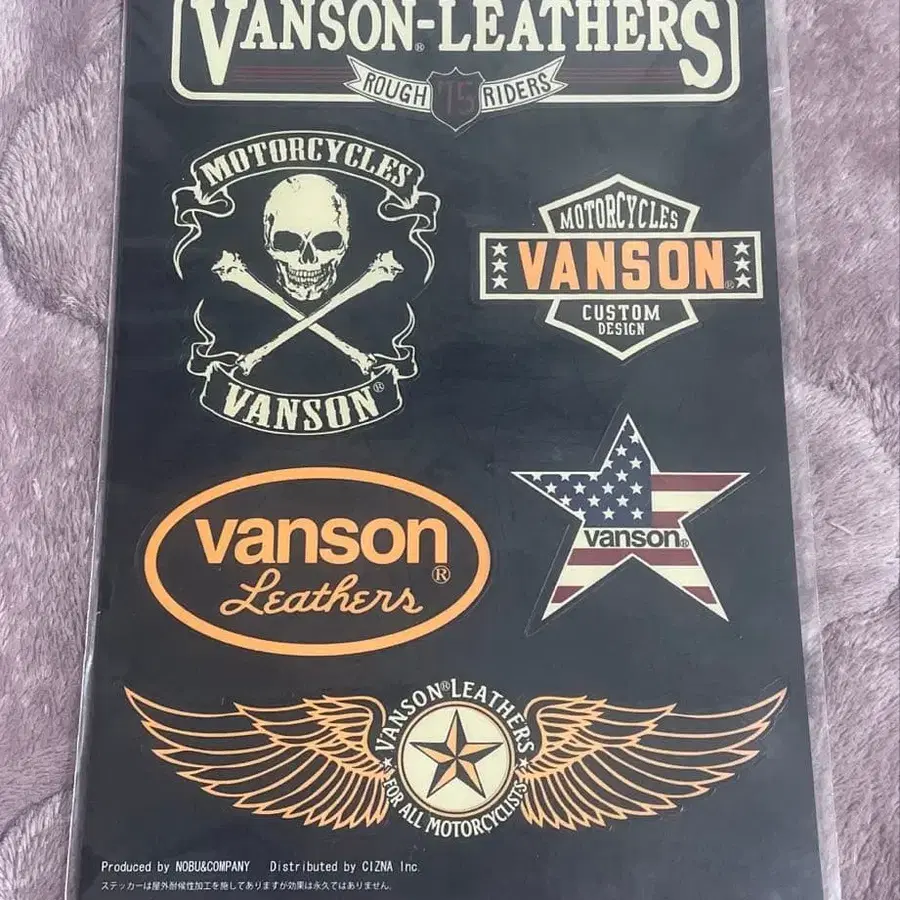 VANSON-LEATHERS®
ROUGH 75 RIDERS
MOTORCYCLES
VANSON®
MOTORCYCLES
VANSON®
CUSTOM
DESIGN
vanson®
Leathers
vanson®
VANSON®LEATHERS
FOR ALL MOTORCYCLISTS
Produced by NOBU&COMPANY Distributed by CIZNA Inc.
ステッカーは屋外耐候性加工を施してありますが効果は永久ではありません。